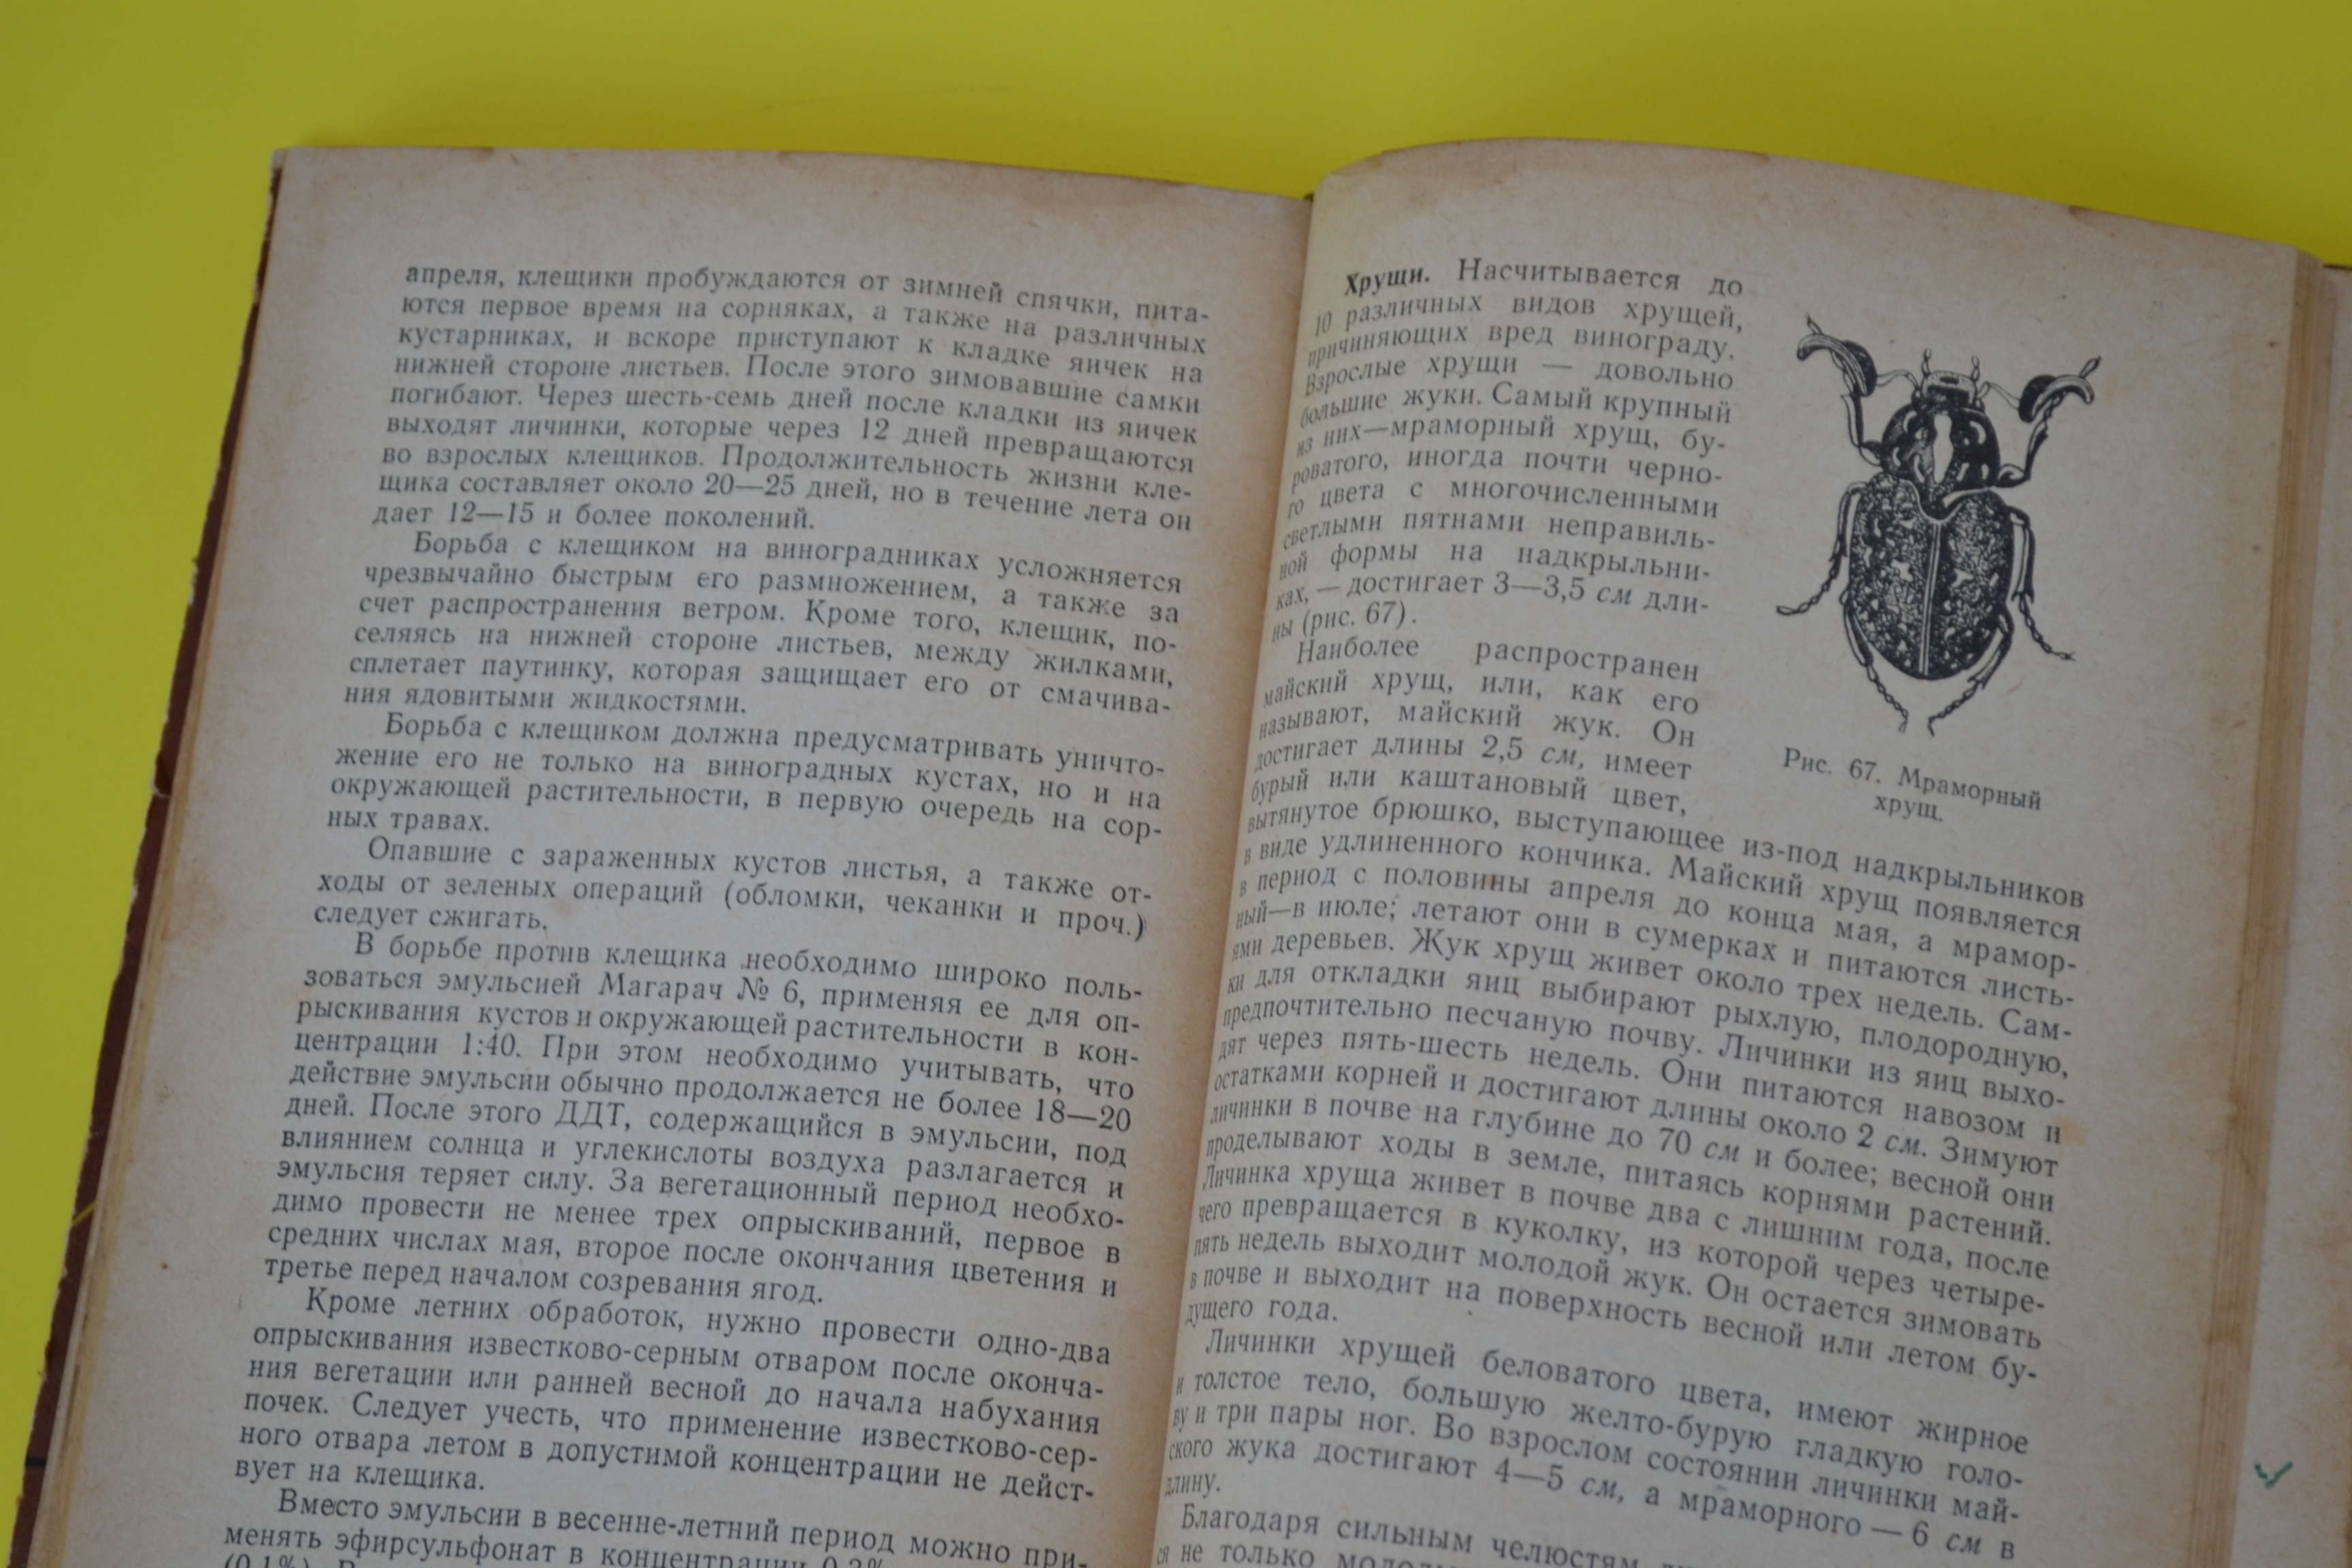 апреля, клещики пробуждаются от зимней спячки, пита-
ются первое время на сорняках, а также на различных
кустарниках, и вскоре приступают к кладке яичек на
нижней стороне листьев. После этого зимовавшие самки
погибают. Через шесть-семь дней после кладки из яичек
выходят личинки, которые через 12 дней превращаются
во взрослых клещиков. Продолжительность жизни кле-
щика составляет около 20—25 дней, но в течение лета он
дает 12—15 и более поколений.
Борьба с клещиком на виноградниках усложняется
чрезвычайно быстрым его размножением, а также за
счет распространения ветром. Кроме того, клещик, по-
селяясь на нижней стороне листьев, между жилками,
сплетает паутинку, которая защищает его от смачива-
ния ядовитыми жидкостями.
Борьба с клещиком должна предусматривать уничто-
жение его не только на виноградных кустах, но и на
окружающей растительности, в первую очередь на сор-
ных травах.
Опавшие с зараженных кустов листья, а также от-
ходы от зеленых операций (обломки, чеканки и проч.)
следует сжигать.
В борьбе против клещика необходимо широко поль-
зоваться эмульсией Магарач № 6, применяя ее для оп-
рыскивания кустов и окружающей растительности в кон-
центрации 1:40. При этом необходимо учитывать, что
действие эмульсии обычно продолжается не более 18—20
дней. После этого ДДТ, содержащийся в эмульсии, под
влиянием солнца и углекислоты воздуха разлагается и
эмульсия теряет силу. За вегетационный период необхо-
димо провести не менее трех опрыскиваний, первое в
средних числах мая, второе после окончания цветения и
третье перед началом созревания ягод.
Кроме летних обработок, нужно провести одно-два
опрыскивания известково-серным отваром после оконча-
ния вегетации или ранней весной до начала набухания
почек. Следует учесть, что применение известково-сер-
ного отвара летом в допустимой концентрации не дейст-
вует на клещика.
Вместо эмульсии в весенне-летний период можно при-
менять эфирсульфонат в концентрации 0,2%
(0,1%).
Хрущи. Насчитывается до
10 различных видов хрущей,
причиняющих вред винограду.
Взрослые хрущи — довольно
большие жуки. Самый крупный
из них—мраморный хрущ, бу-
роватого, иногда почти черно-
го цвета с многочисленными
светлыми пятнами неправиль-
ной формы на надкрыльни-
ках, — достигает 3—3,5 см дли-
ны (рис. 67).
Наиболее распространен
майский хрущ, или, как его
называют, майский жук. Он
достигает длины 2,5 см, имеет
бурый или каштановый цвет,
вытянутое брюшко, выступающее из-под надкрыльников
в виде удлиненного кончика. Майский хрущ появляется
в период с половины апреля до конца мая, а мрамор-
ный—в июле; летают они в сумерках и питаются листь-
ями деревьев. Жук хрущ живет около трех недель. Сам-
ки для откладки яиц выбирают рыхлую, плодородную,
предпочтительно песчаную почву. Личинки из яиц выхо-
дят через пять-шесть недель. Они питаются навозом и
остатками корней и достигают длины около 2 см. Зимуют
личинки в почве на глубине до 70 см и более; весной они
проделывают ходы в земле, питаясь корнями растений.
Личинка хруща живет в почве два с лишним года, после
чего превращается в куколку, из которой через четыре-
пять недель выходит молодой жук. Он остается зимовать
в почве и выходит на поверхность весной или летом бу-
дущего года.
Личинки хрущей беловатого цвета, имеют жирное
и толстое тело, большую желто-бурую гладкую голо-
ву и три пары ног. Во взрослом состоянии личинки май-
ского жука достигают 4—5 см, а мраморного — 6 см в
длину.
Благодаря сильным челюстям
ся не только
Рис. 67. Мраморный
хрущ.